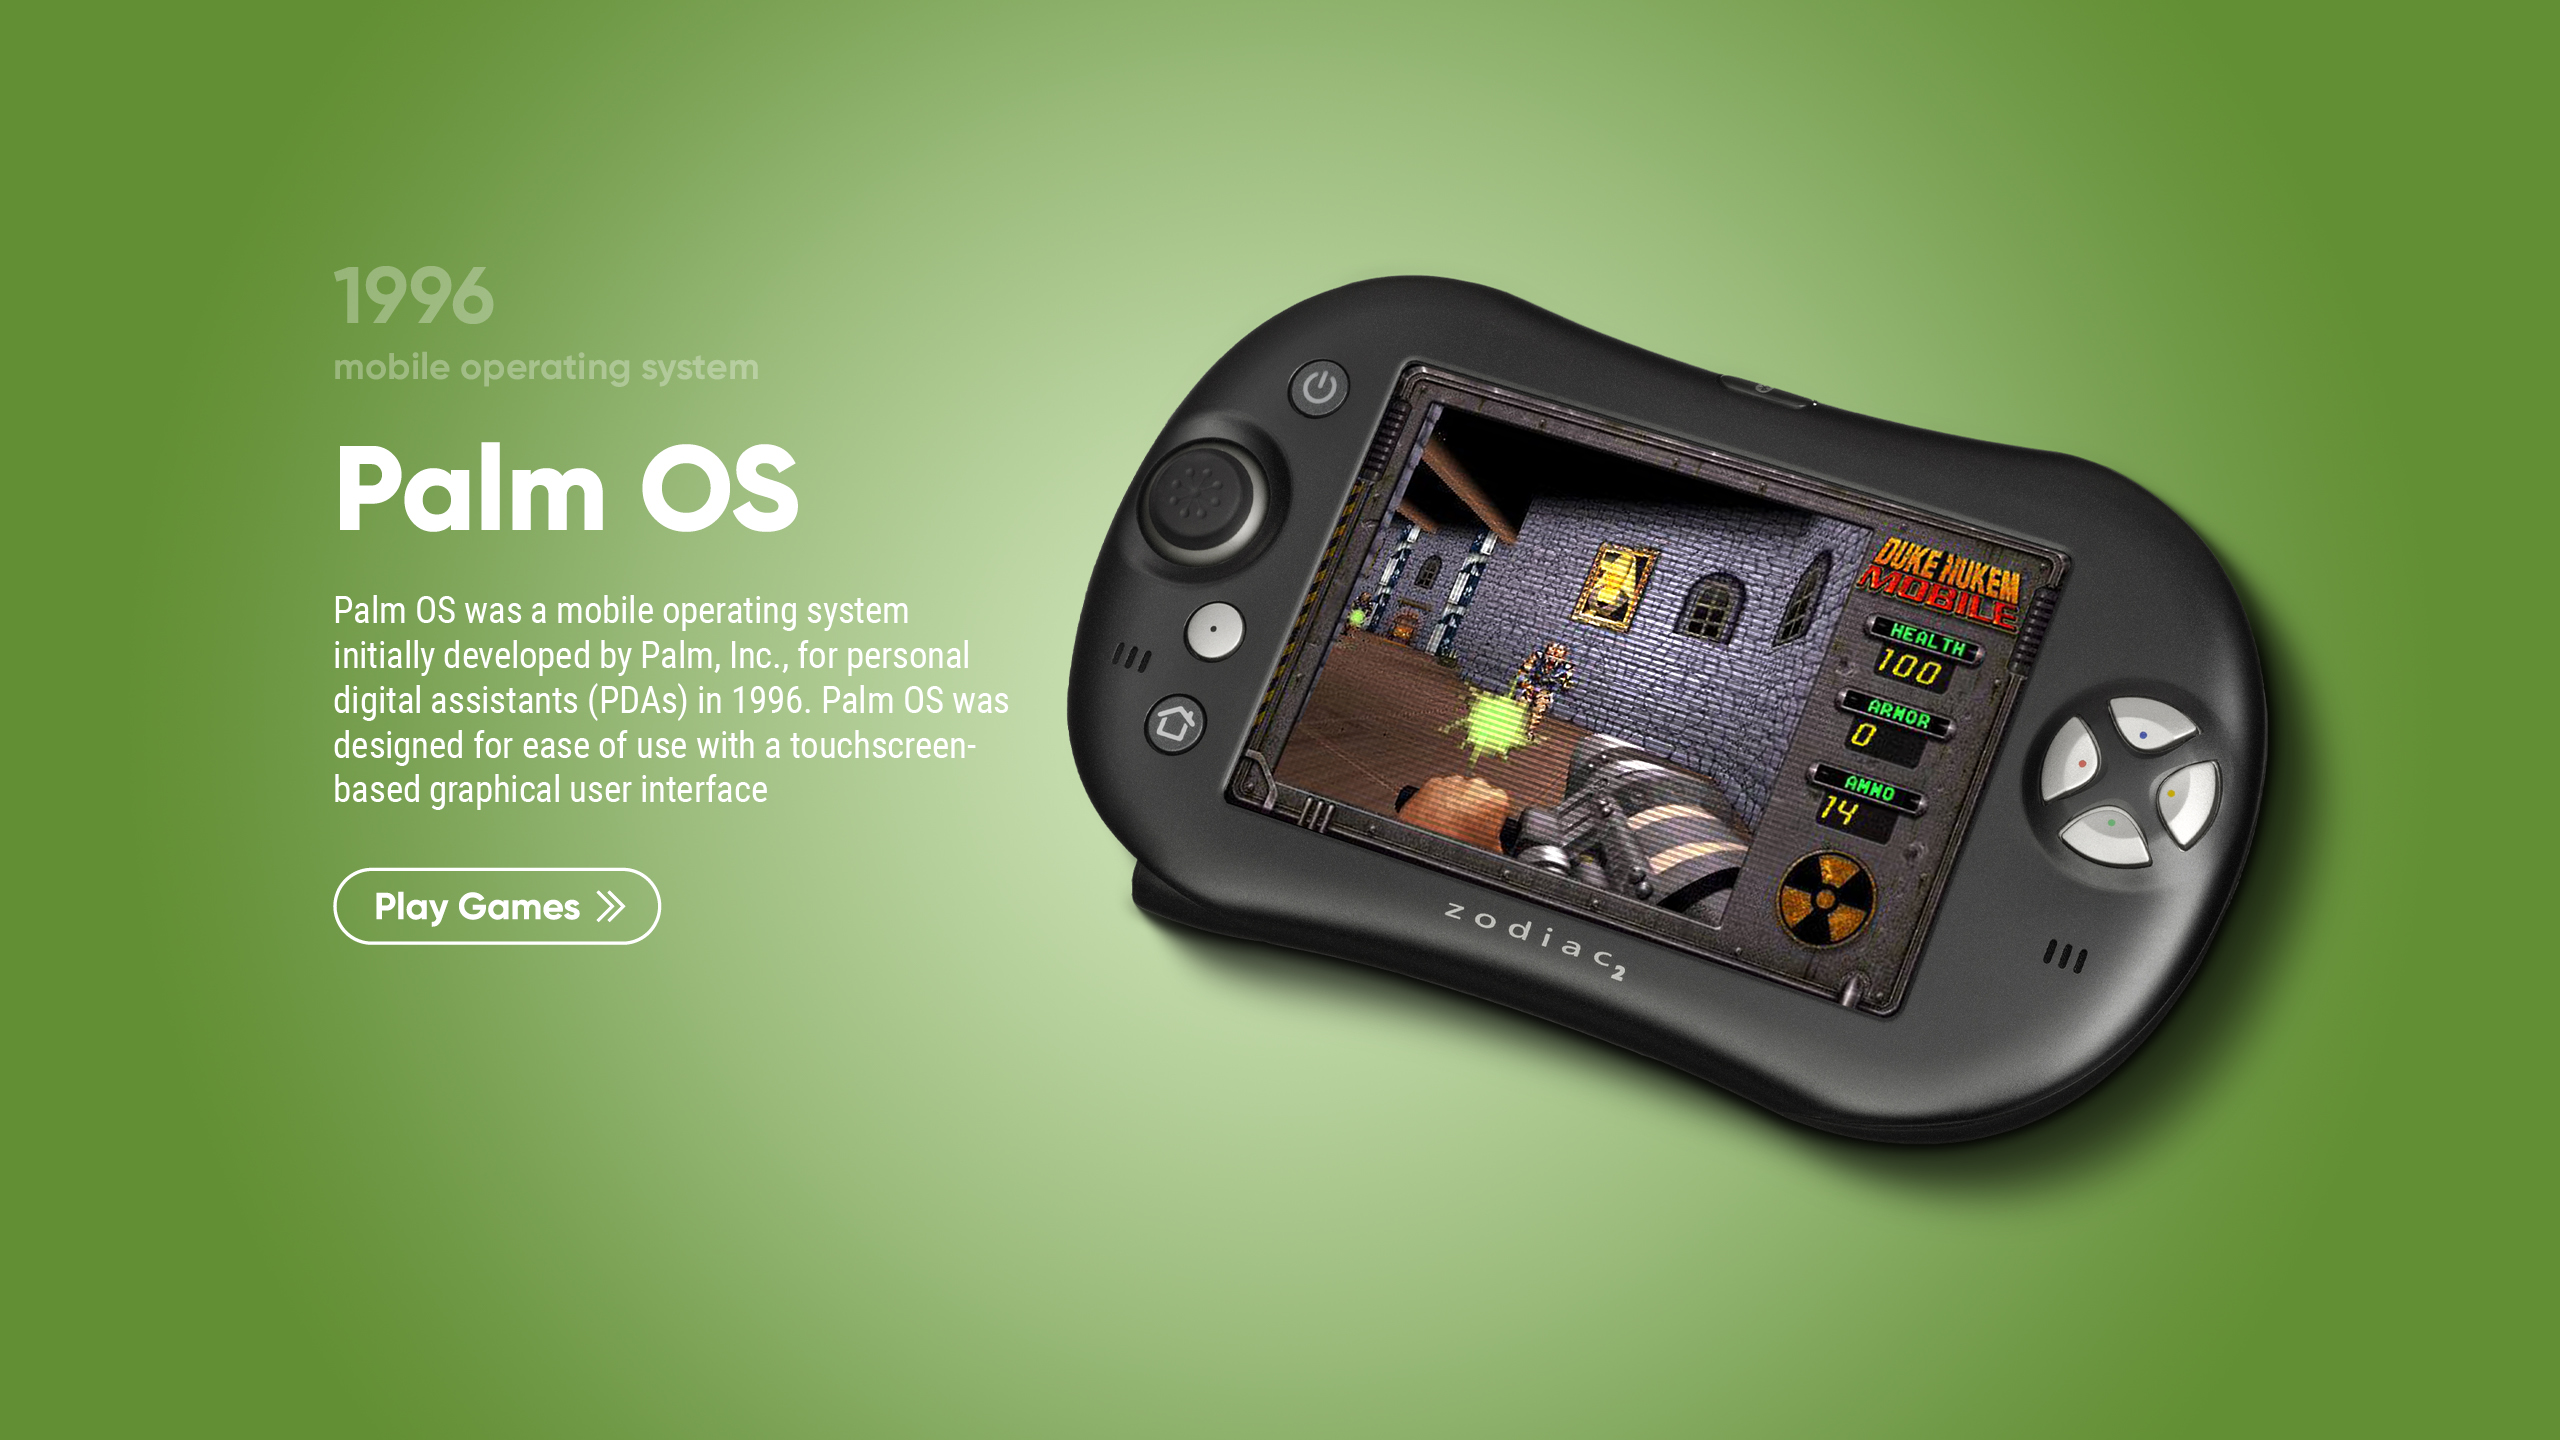 1996
mobile operating system
Palm OS
Palm OS was a mobile operating system
initially developed by Palm, Inc., for personal
digital assistants (PDAs) in 1996. Palm OS was
designed for ease of use with a touchscreen-
based graphical user interface
Play Games
DUKE NUKEM
MOBILE
HEALTH
100
ARMOR
0
AMMO
14
zodiac2